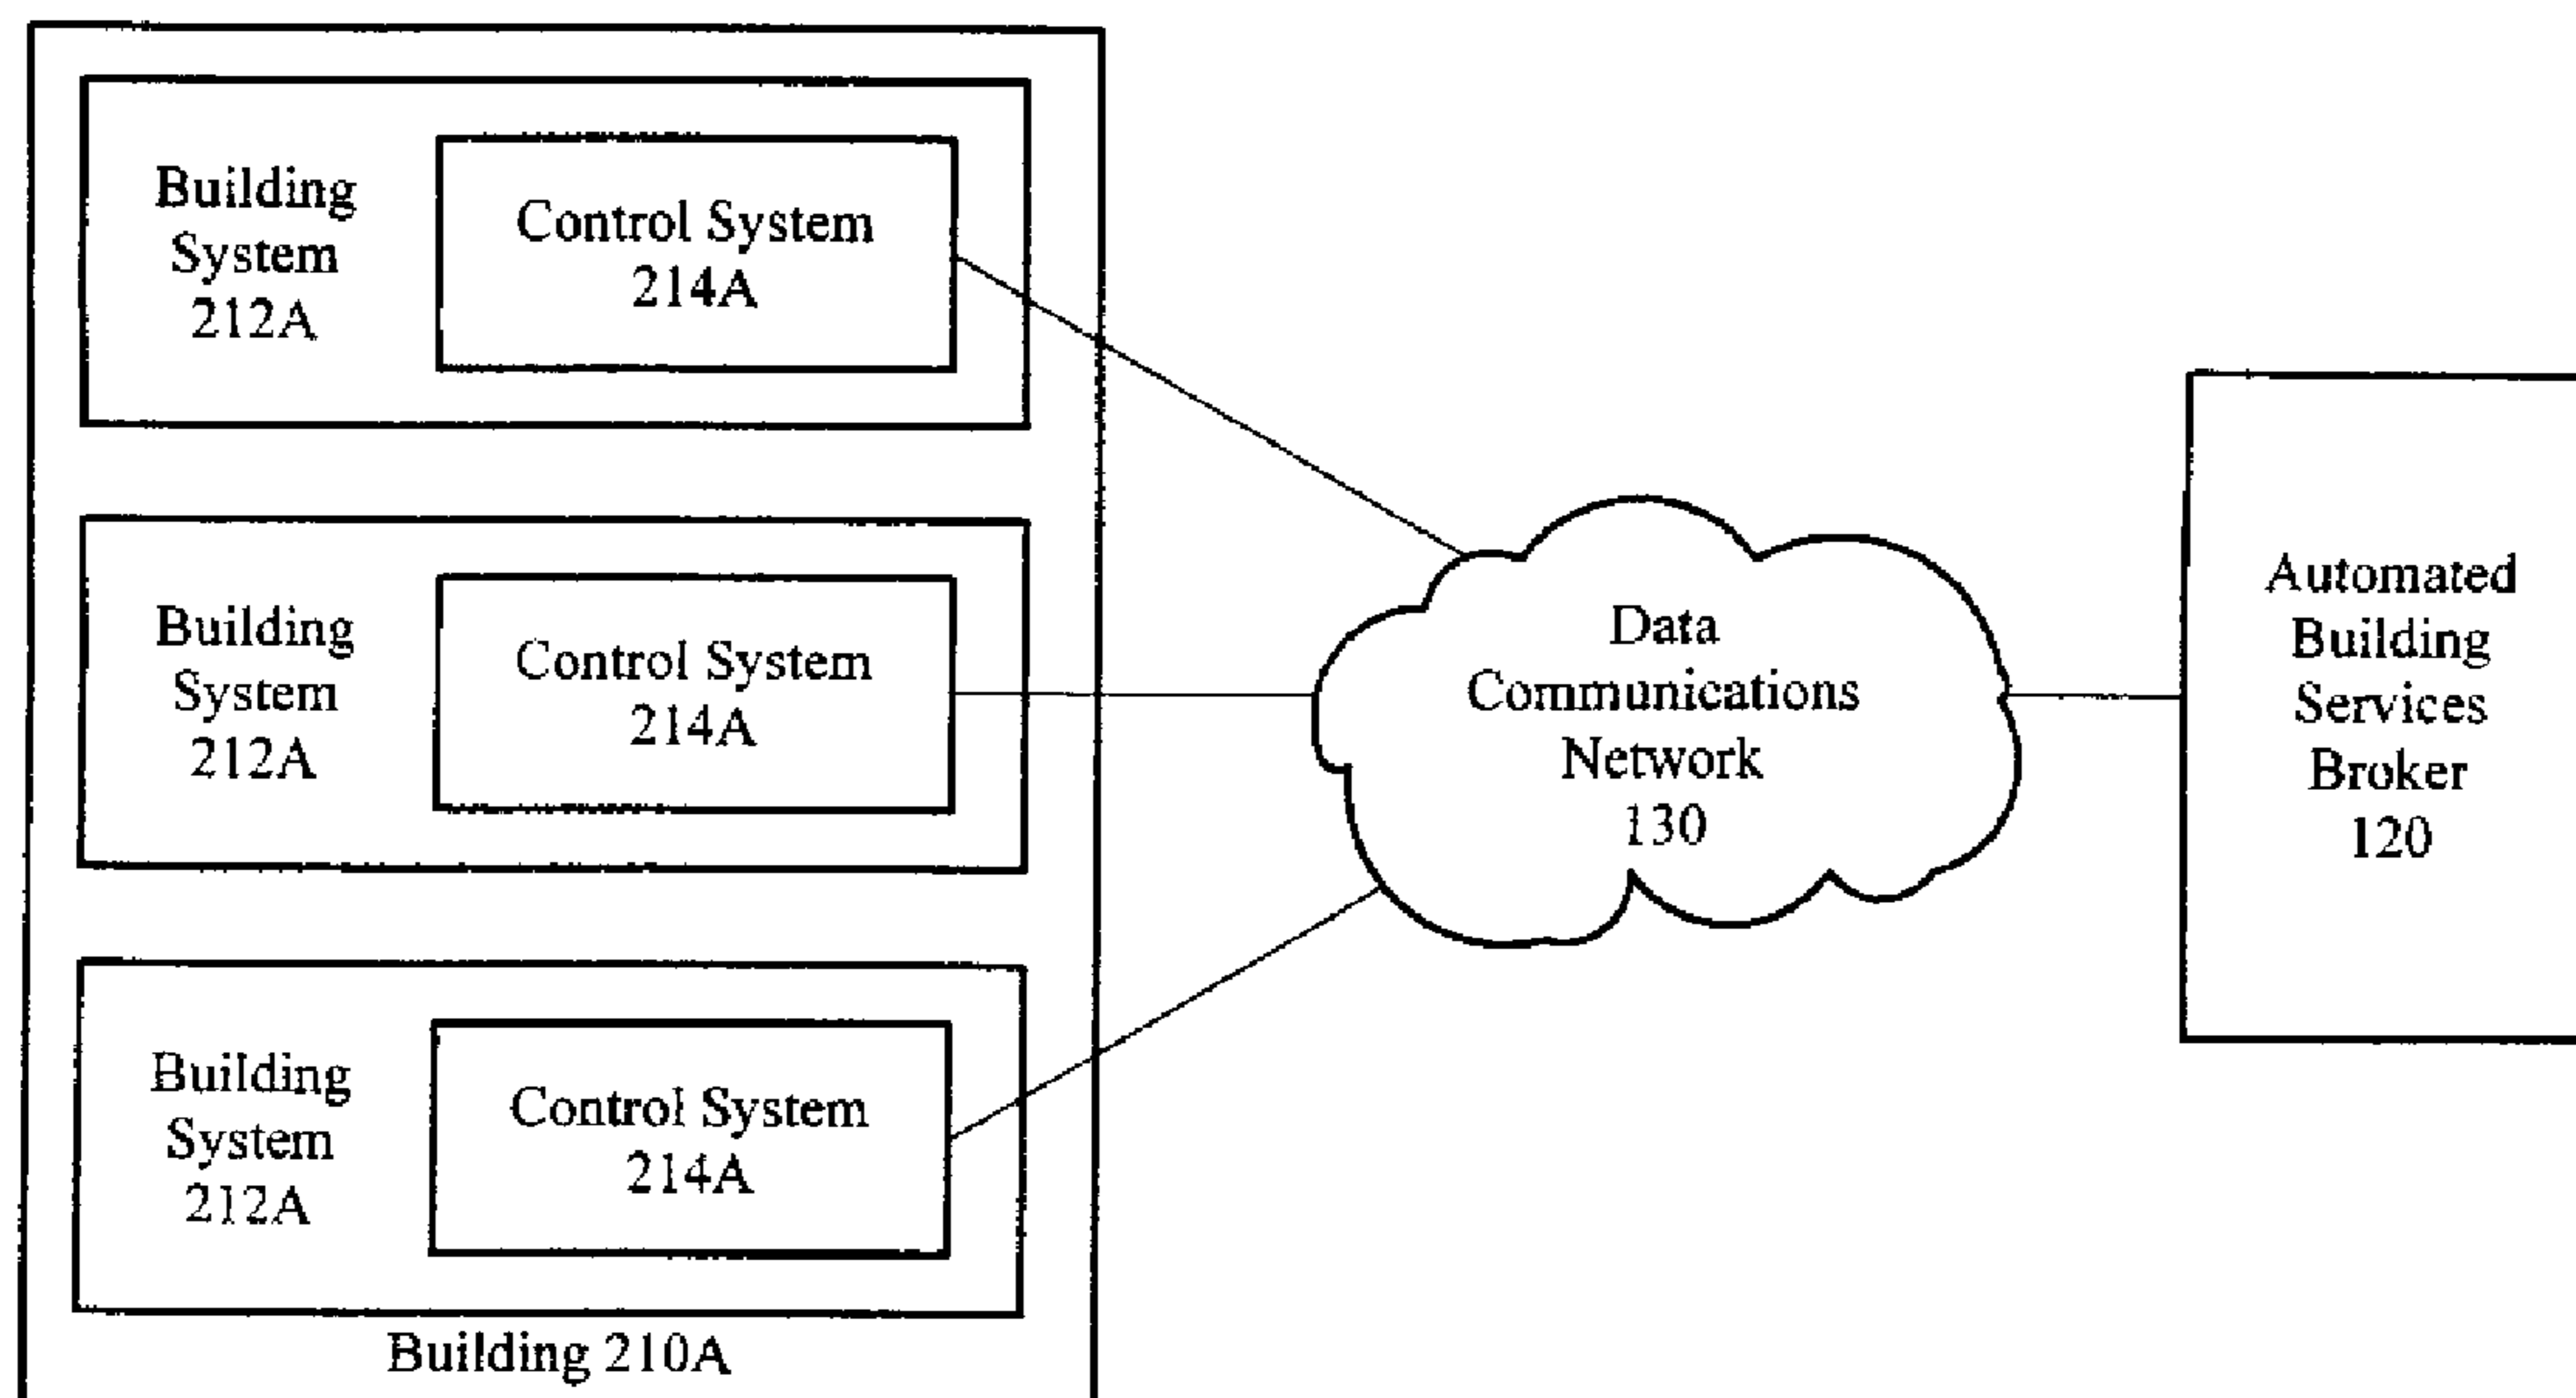 Building
System
212A
Control System
214A
Building
System
212A
Control System
214A
Building
System
212A
Control System
214A
Building 210A
Data
Communications
Network
130
Automated
Building
Services
Broker
120